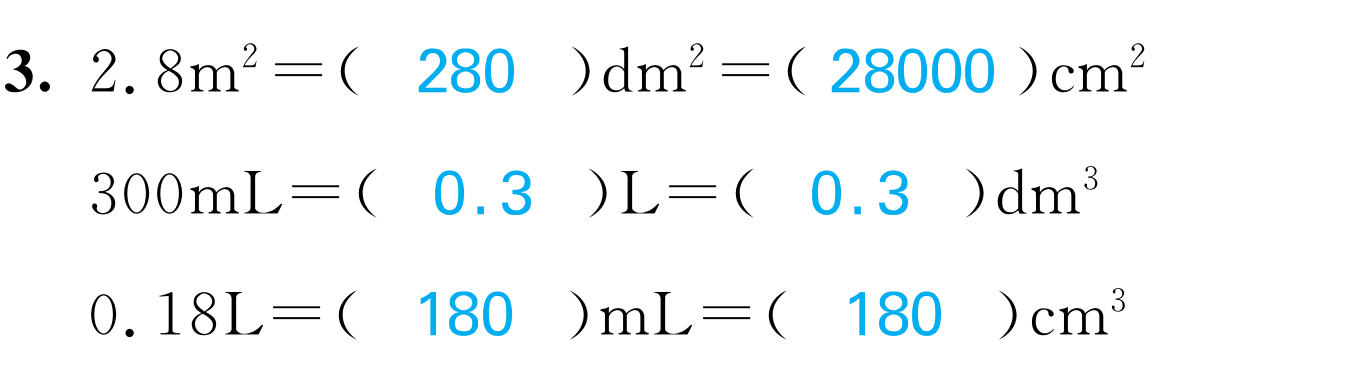 3. 2.8m²=( 280 )dm²=( 28000 )cm²
300mL=( 0.3 )L=( 0.3 )dm³
0.18L=( 180 )mL=( 180 )cm³